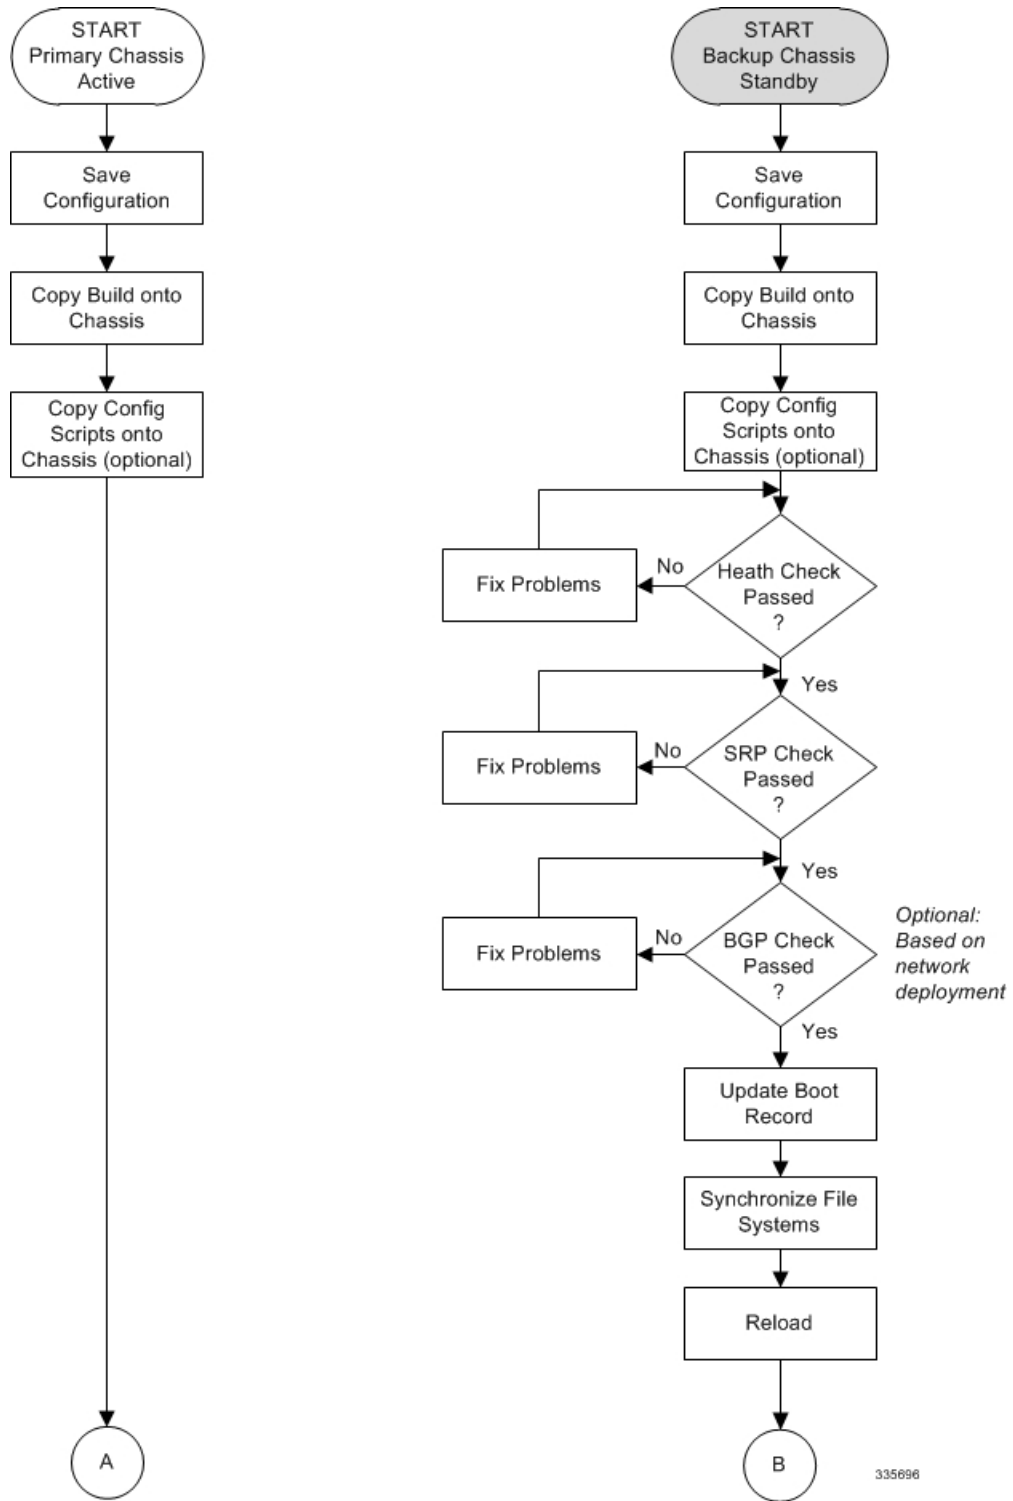 START
Primary Chassis
Active
Save
Configuration
Copy Build onto
Chassis
Copy Config
Scripts onto
Chassis (optional)
A
START
Backup Chassis
Standby
Save
Configuration
Copy Build onto
Chassis
Copy Config
Scripts onto
Chassis (optional)
Heath Check
Passed
?
No
Fix Problems
Yes
SRP Check
Passed
?
No
Fix Problems
Yes
BGP Check
Passed
?
No
Fix Problems
Optional:
Based on
network
deployment
Yes
Update Boot
Record
Synchronize File
Systems
Reload
B
335696